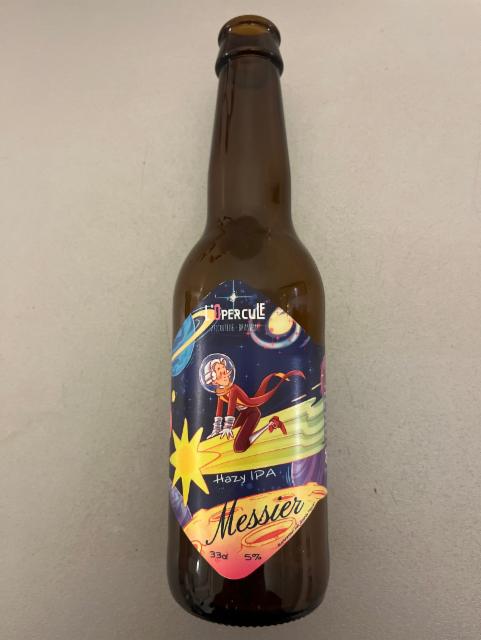 L'OPERCULE
Hazy IPA
Messier
33cl 5%